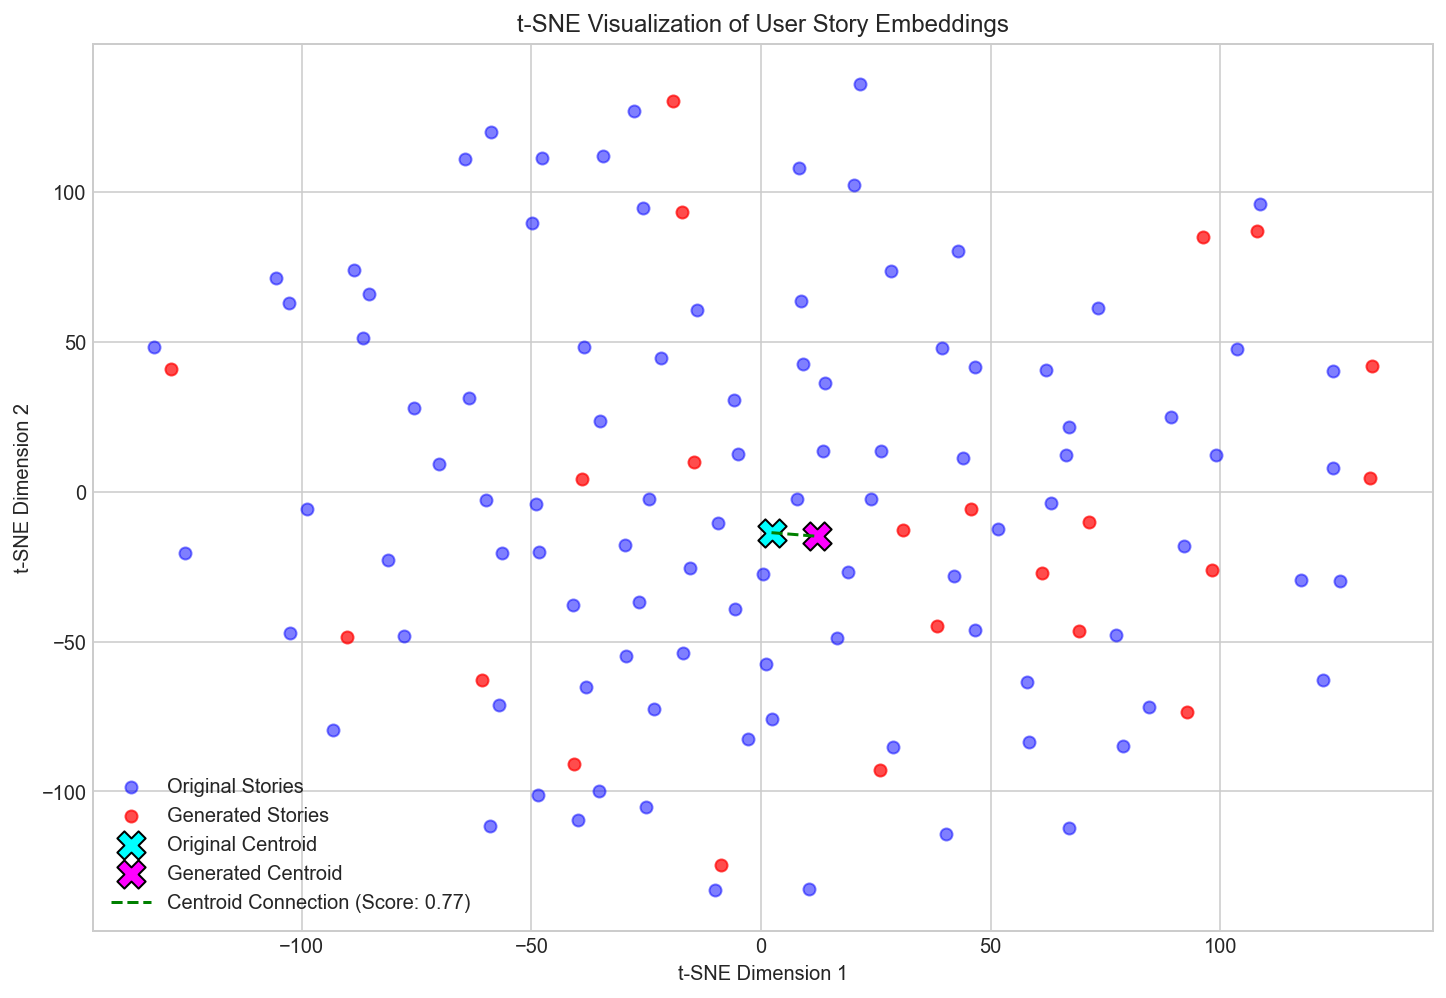 t-SNE Visualization of User Story Embeddings
t-SNE Dimension 2
100
50
0
−50
−100
Original Stories
Generated Stories
Original Centroid
Generated Centroid
Centroid Connection (Score: 0.77)
−100
−50
0
50
100
t-SNE Dimension 1